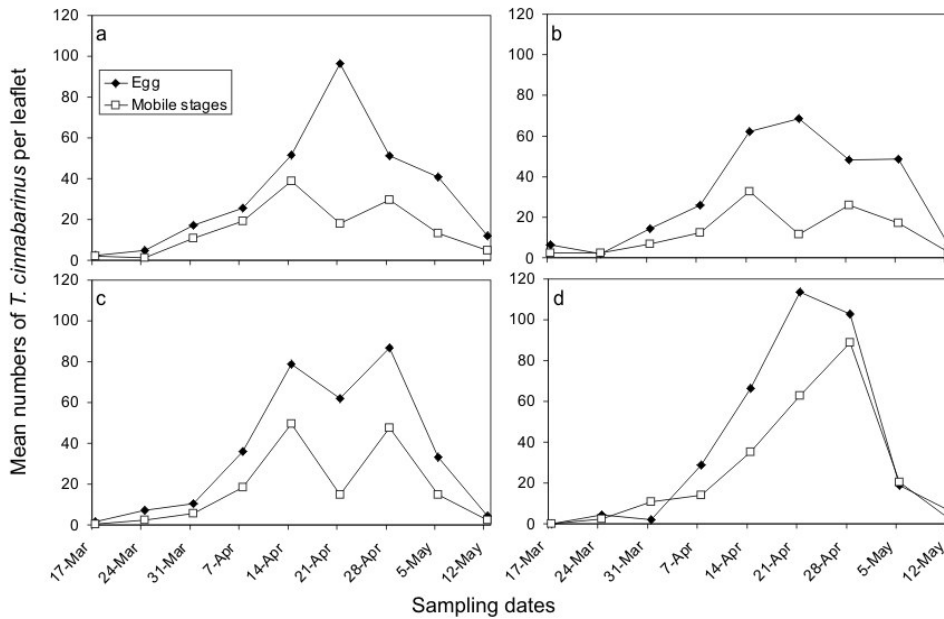 Mean numbers of T. cinnabarinus per leaflet
a
120
100
80
60
40
20
0
Egg
Mobile stages
b
120
100
80
60
40
20
0
c
120
100
80
60
40
20
0
17-Mar
24-Mar
31-Mar
7-Apr
14-Apr
21-Apr
28-Apr
5-May
12-May
d
120
100
80
60
40
20
0
17-Mar
24-Mar
31-Mar
7-Apr
14-Apr
21-Apr
28-Apr
5-May
12-May
Sampling dates